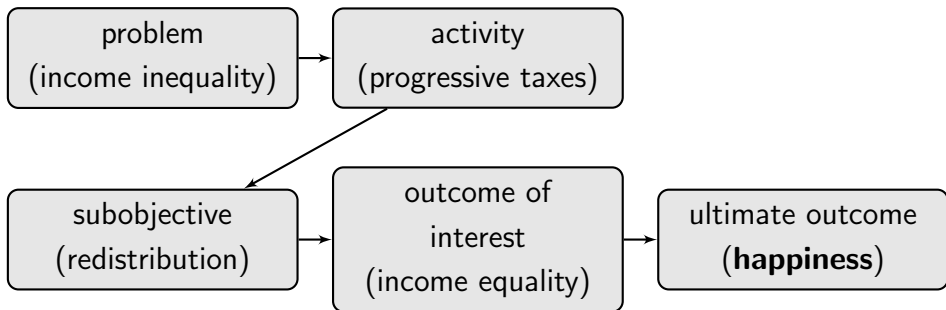 problem
(income inequality)
activity
(progressive taxes)
subobjective
(redistribution)
outcome of
interest
(income equality)
ultimate outcome
(happiness)